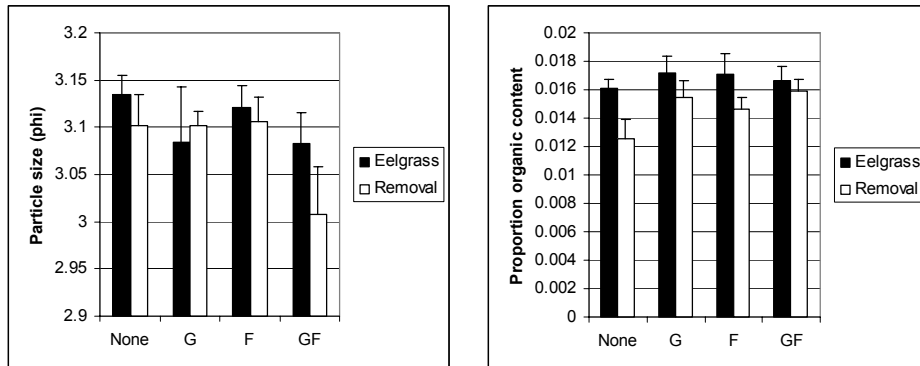 3.2
3.15
3.1
3.05
3
2.95
2.9
Particle size (phi)
None G F GF
Eelgrass
Removal
0.02
0.018
0.016
0.014
0.012
0.01
0.008
0.006
0.004
0.002
0
Proportion organic content
None G F GF
Eelgrass
Removal